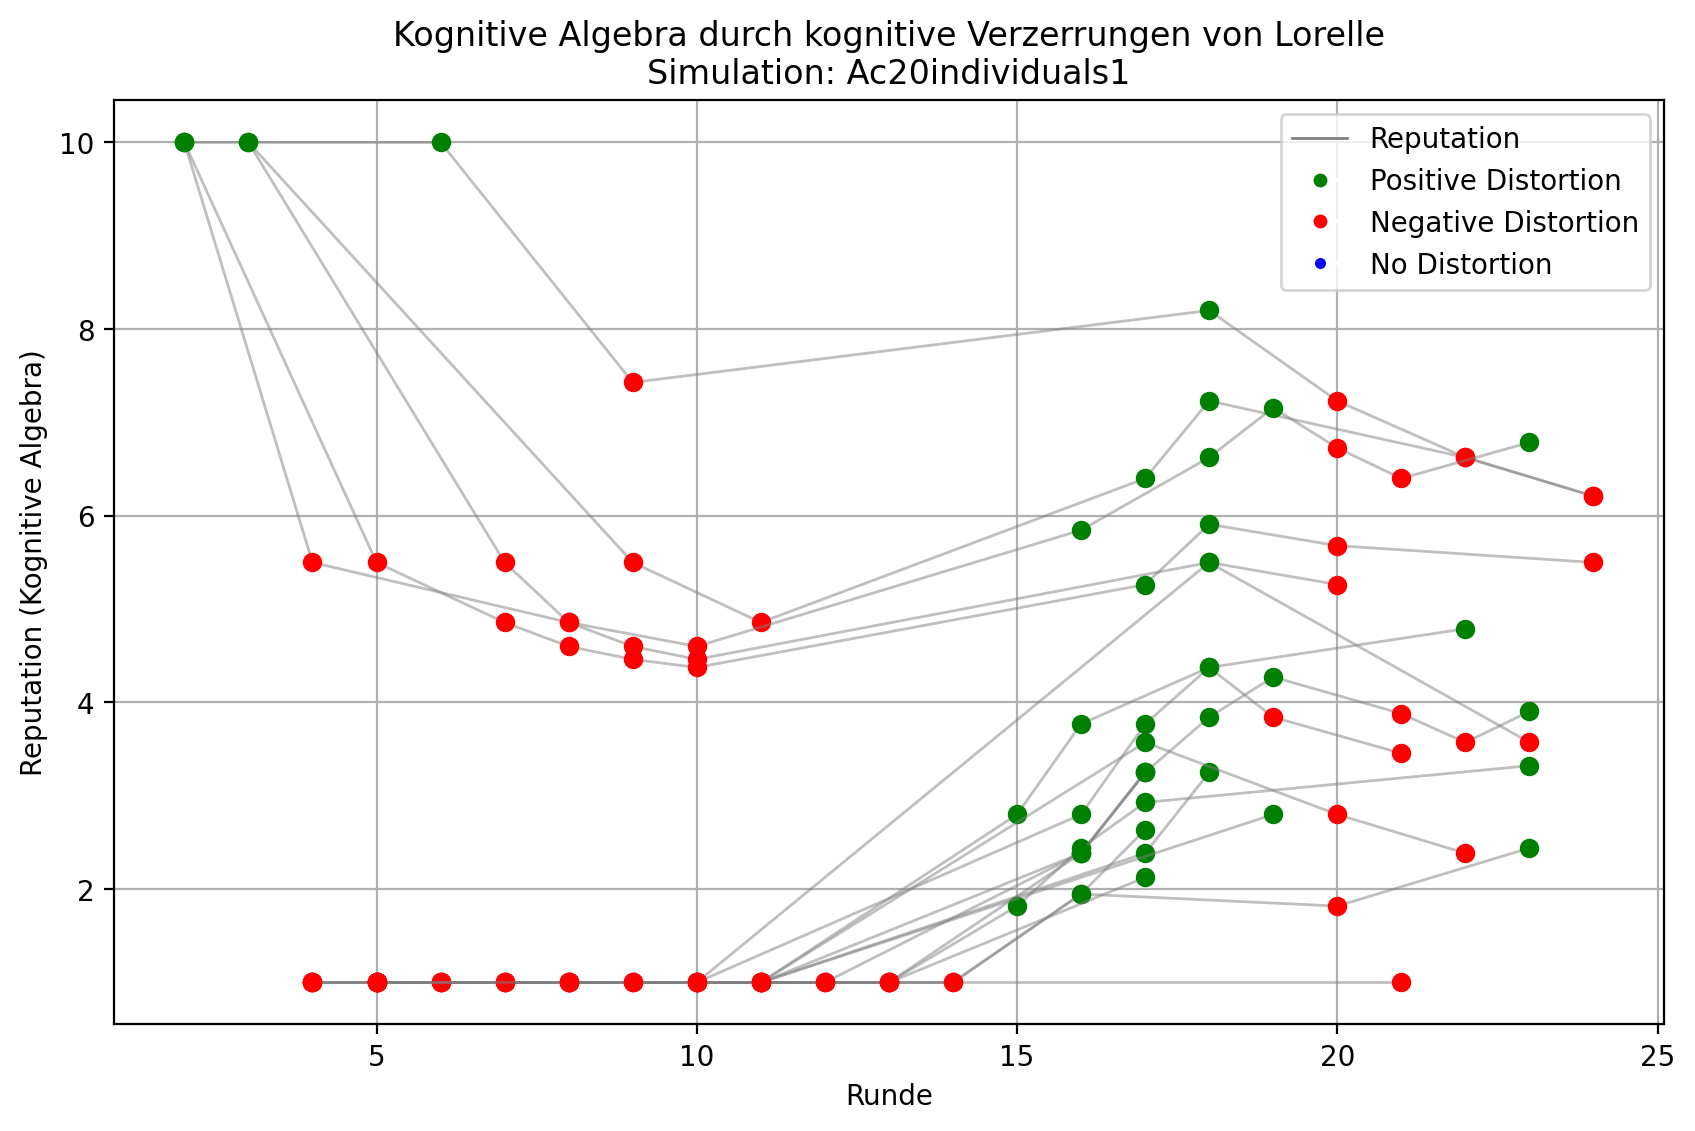 Kognitive Algebra durch kognitive Verzerrungen von Lorelle
Simulation: Ac20individuals1
Reputation
Positive Distortion
Negative Distortion
No Distortion
Reputation (Kognitive Algebra)
10
8
6
4
2
5
10
15
20
25
Runde